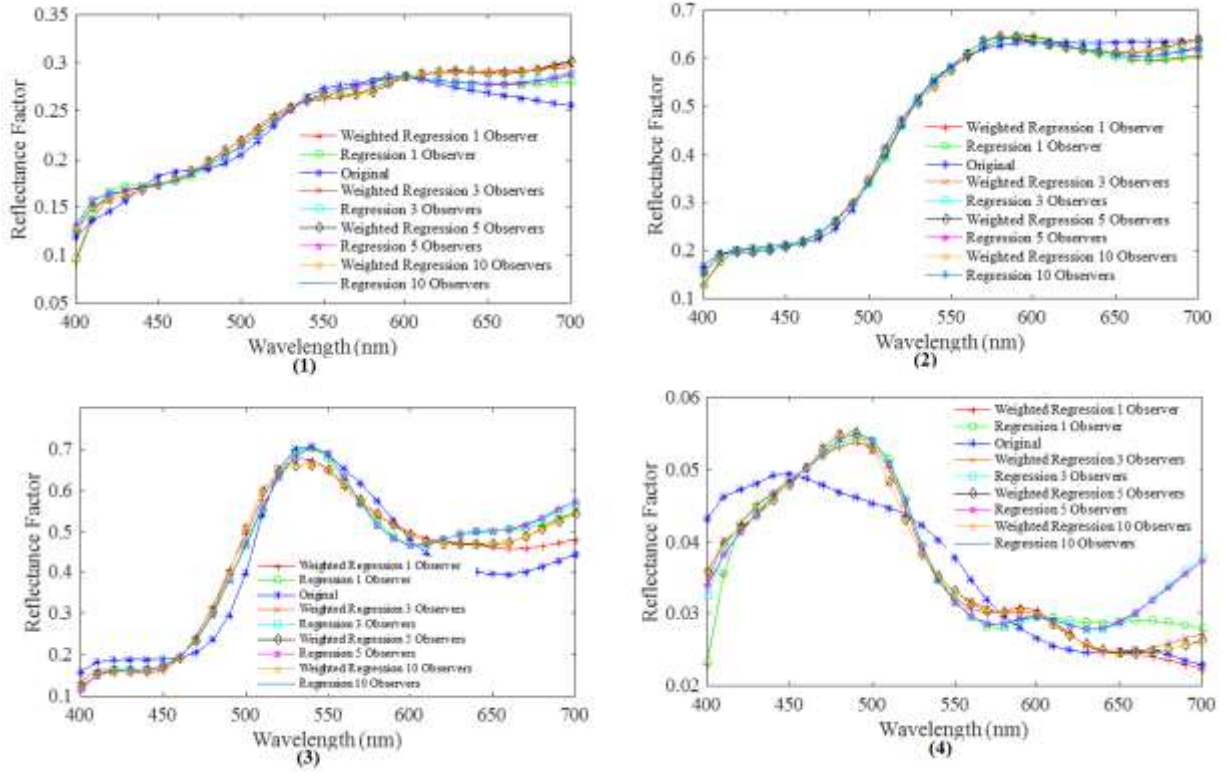 0.35
0.3
0.25
0.2
0.15
0.1
0.05
Reflectance Factor
Weighted Regression 1 Observer
Regression 1 Observer
Original
Weighted Regression 3 Observers
Regression 3 Observers
Weighted Regression 5 Observers
Regression 5 Observers
Weighted Regression 10 Observers
Regression 10 Observers
400 450 500 550 600 650 700
Wavelength (nm)
(1)
0.7
0.6
0.5
0.4
0.3
0.2
0.1
Reflectabce Factor
Weighted Regression 1 Observer
Regression 1 Observer
Original
Weighted Regression 3 Observers
Regression 3 Observers
Weighted Regression 5 Observers
Regression 5 Observers
Weighted Regression 10 Observers
Regression 10 Observers
400 450 500 550 600 650 700
Wavelength (nm)
(2)
0.7
0.6
0.5
0.4
0.3
0.2
0.1
Reflectance Factor
Weighted Regression 1 Observer
Regression 1 Observer
Original
Weighted Regression 3 Observers
Regression 3 Observers
Weighted Regression 5 Observers
Regression 5 Observers
Weighted Regression 10 Observers
Regression 10 Observers
400 450 500 550 600 650 700
Wavelength (nm)
(3)
0.06
0.05
0.04
0.03
0.02
Reflectance Factor
Weighted Regression 1 Observer
Regression 1 Observer
Original
Weighted Regression 3 Observers
Regression 3 Observers
Weighted Regression 5 Observers
Regression 5 Observers
Weighted Regression 10 Observers
Regression 10 Observers
400 450 500 550 600 650 700
Wavelength (nm)
(4)